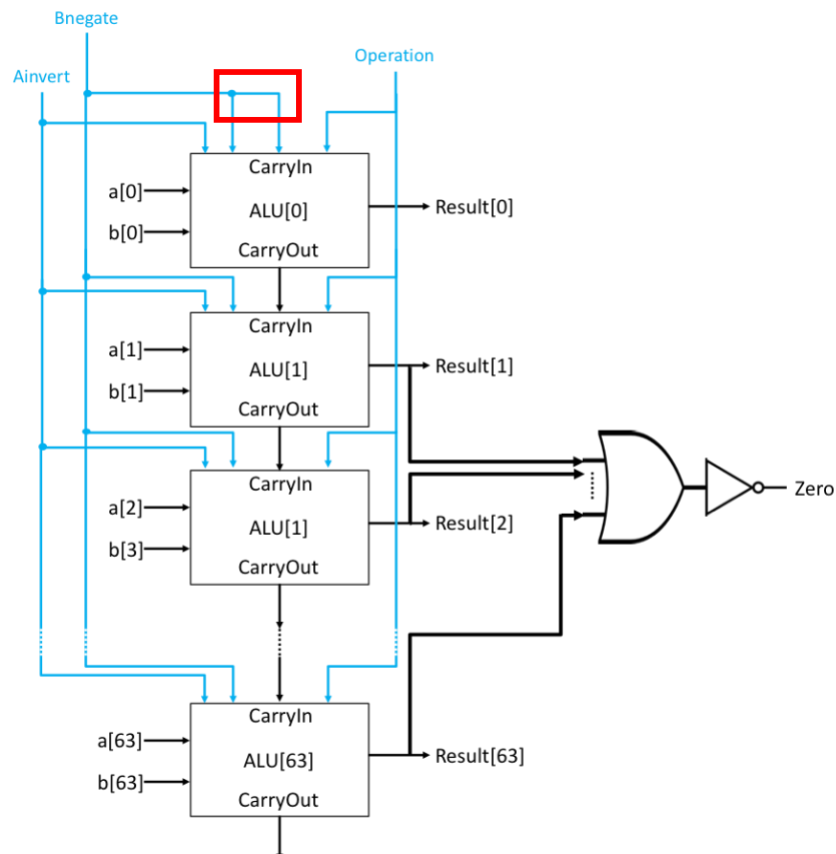 Bnegate
Operation
Ainvert
CarryIn
a[0]
ALU[0]
Result[0]
b[0]
CarryOut
CarryIn
a[1]
ALU[1]
Result[1]
b[1]
CarryOut
CarryIn
Zero
a[2]
ALU[1]
Result[2]
b[3]
CarryOut
CarryIn
a[63]
ALU[63]
Result[63]
b[63]
CarryOut